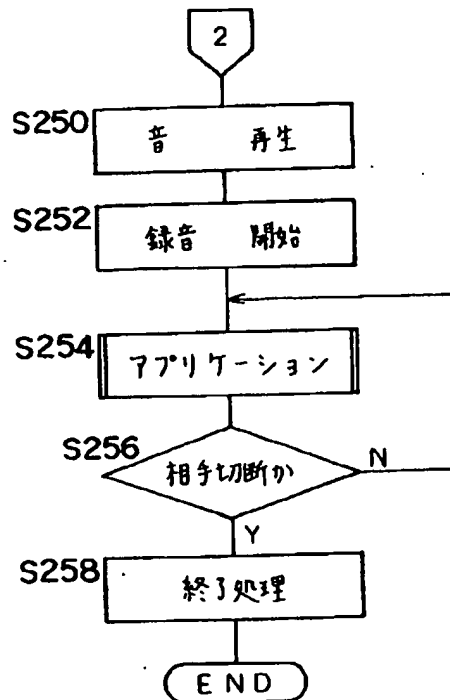 2
S250
音 再生
S252
録音 開始
S254
アプリケーション
S256
相手切断か
N
Y
S258
終了処理
END